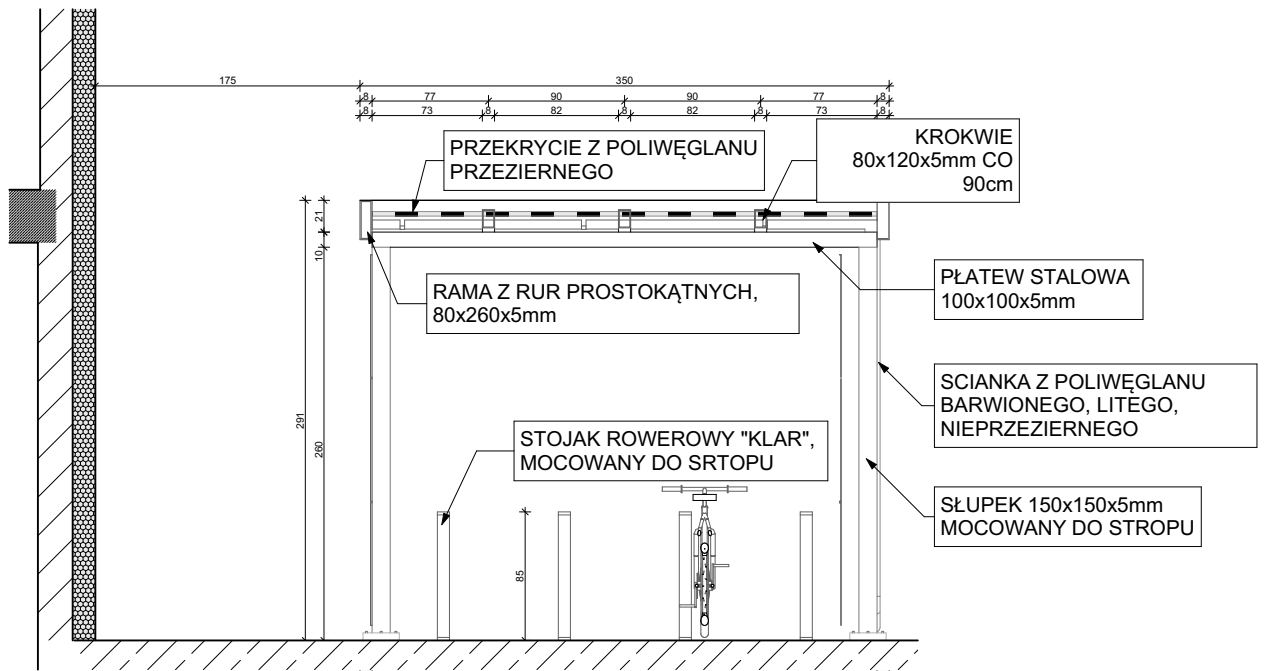 175
350
8
77
90
90
77
8
8
73
8
82
8
82
8
73
8
PRZEKRYCIE Z POLIWĘGLANU
PRZEZIERNEGO
KROKWIE
80x120x5mm CO
90cm
21
10
291
260
RAMA Z RUR PROSTOKĄTNYCH,
80x260x5mm
PŁATEW STALOWA
100x100x5mm
SCIANKA Z POLIWĘGLANU
BARWIONEGO, LITEGO,
NIEPRZEZIERNEGO
STOJAK ROWEROWY "KLAR",
MOCOWANY DO SRTOPU
SŁUPEK 150x150x5mm
MOCOWANY DO STROPU
85